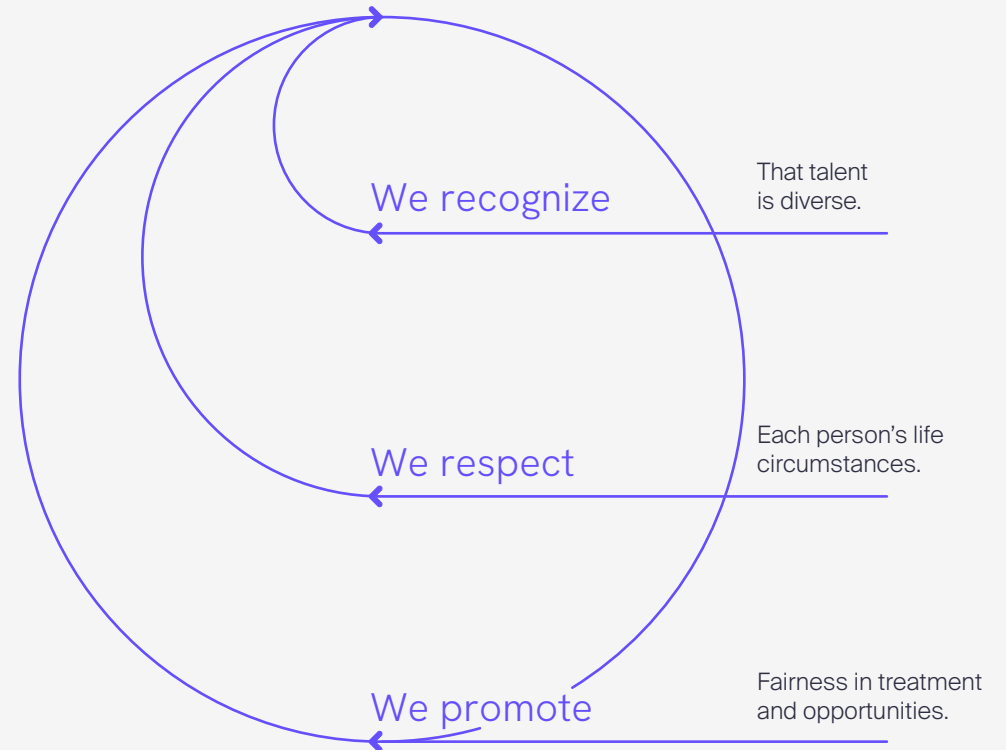 We recognize
That talent
is diverse.
We respect
Each person’s life
circumstances.
We promote
Fairness in treatment
and opportunities.